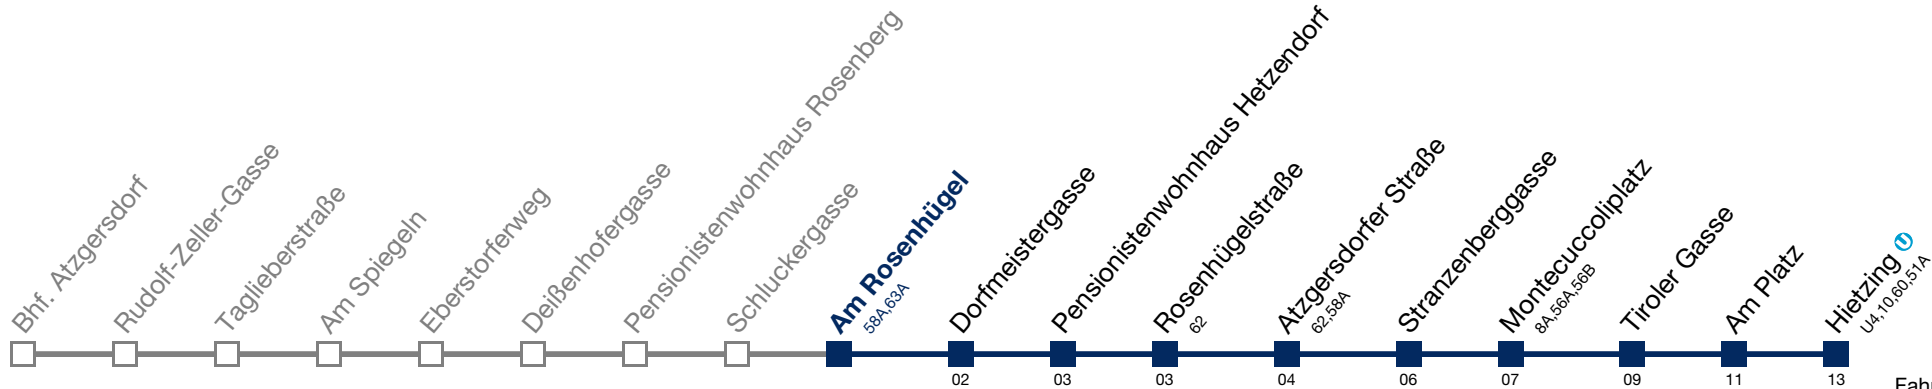 Bhf. Atzgersdorf
Rudolf-Zeller-Gasse
Taglieberstraße
Am Spiegeln
Eberstorferweg
Deißenhofergasse
Pensionistenwohnhaus Rosenberg
Schluckergasse
Am Rosenhügel
58A,63A
Dorfmeistergasse
Pensionistenwohnhaus Hetzendorf
Rosenhügelstraße
62
Atzgersdorfer Straße
62,58A
Stranzenberggasse
Montecuccoliplatz
8A,56A,56B
Tiroler Gasse
Am Platz
Hietzing U
U4,10,60,51A
02 03 03 04 06 07 09 11 13